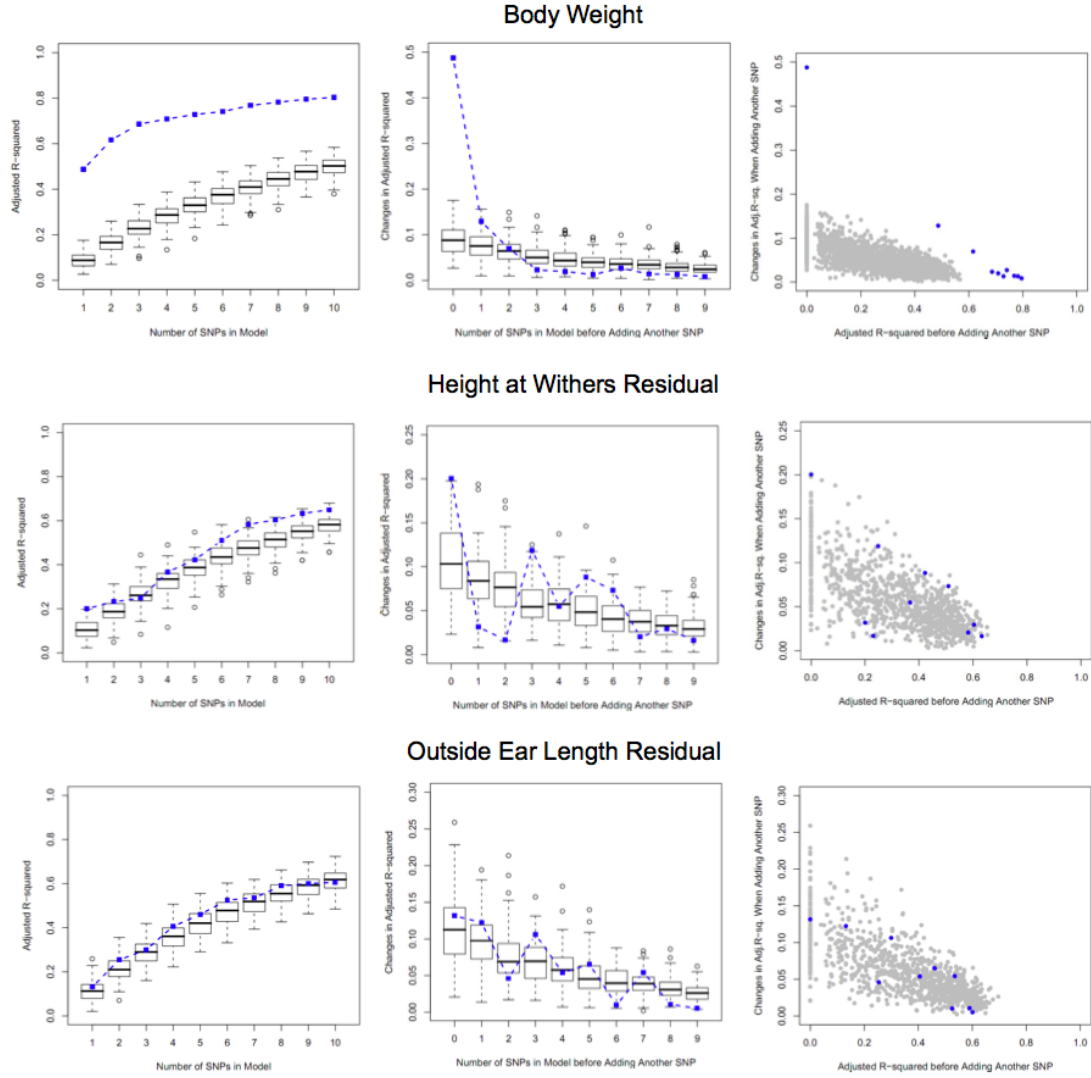 Body Weight
Adjusted R-squared
0.0 0.2 0.4 0.6 0.8 1.0
1 2 3 4 5 6 7 8 9 10
Number of SNPs in Model
Changes in Adjusted R-squared
0.0 0.1 0.2 0.3 0.4 0.5
0 1 2 3 4 5 6 7 8 9
Number of SNPs in Model before Adding Another SNP
Changes in Adj.R-sq. When Adding Another SNP
0.0 0.1 0.2 0.3 0.4 0.5
0.0 0.2 0.4 0.6 0.8 1.0
Adjusted R-squared before Adding Another SNP
Height at Withers Residual
Adjusted R-squared
0.0 0.2 0.4 0.6 0.8 1.0
1 2 3 4 5 6 7 8 9 10
Number of SNPs in Model
Changes in Adjusted R-squared
0.00 0.05 0.10 0.15 0.20 0.25
0 1 2 3 4 5 6 7 8 9
Number of SNPs in Model before Adding Another SNP
Changes in Adj.R-sq. When Adding Another SNP
0.00 0.05 0.10 0.15 0.20 0.25
0.0 0.2 0.4 0.6 0.8 1.0
Adjusted R-squared before Adding Another SNP
Outside Ear Length Residual
Adjusted R-squared
0.0 0.2 0.4 0.6 0.8 1.0
1 2 3 4 5 6 7 8 9 10
Number of SNPs in Model
Changes in Adjusted R-squared
0.00 0.05 0.10 0.15 0.20 0.25 0.30
0 1 2 3 4 5 6 7 8 9
Number of SNPs in Model before Adding Another SNP
Changes in Adj.R-sq. When Adding Another SNP
0.00 0.05 0.10 0.15 0.20 0.25 0.30
0.0 0.2 0.4 0.6 0.8 1.0
Adjusted R-squared before Adding Another SNP